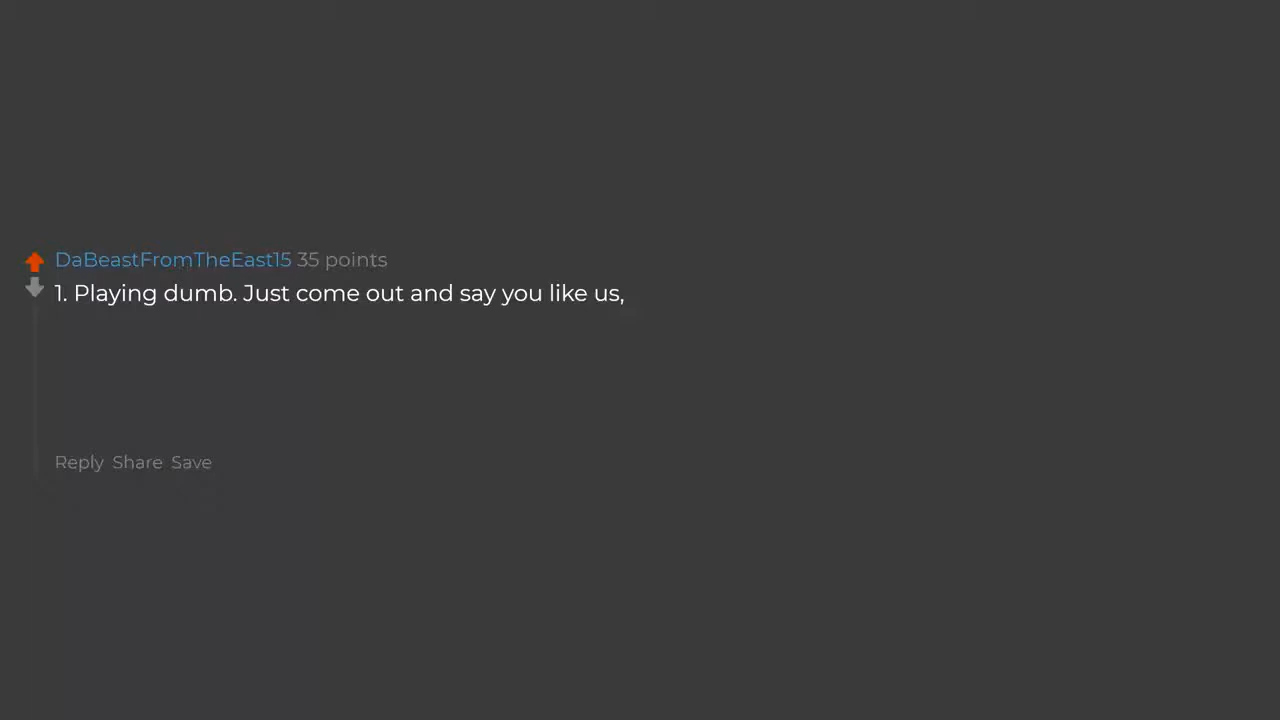 DaBeastFromTheEast15 35 points
1. Playing dumb. Just come out and say you like us,
Reply Share Save